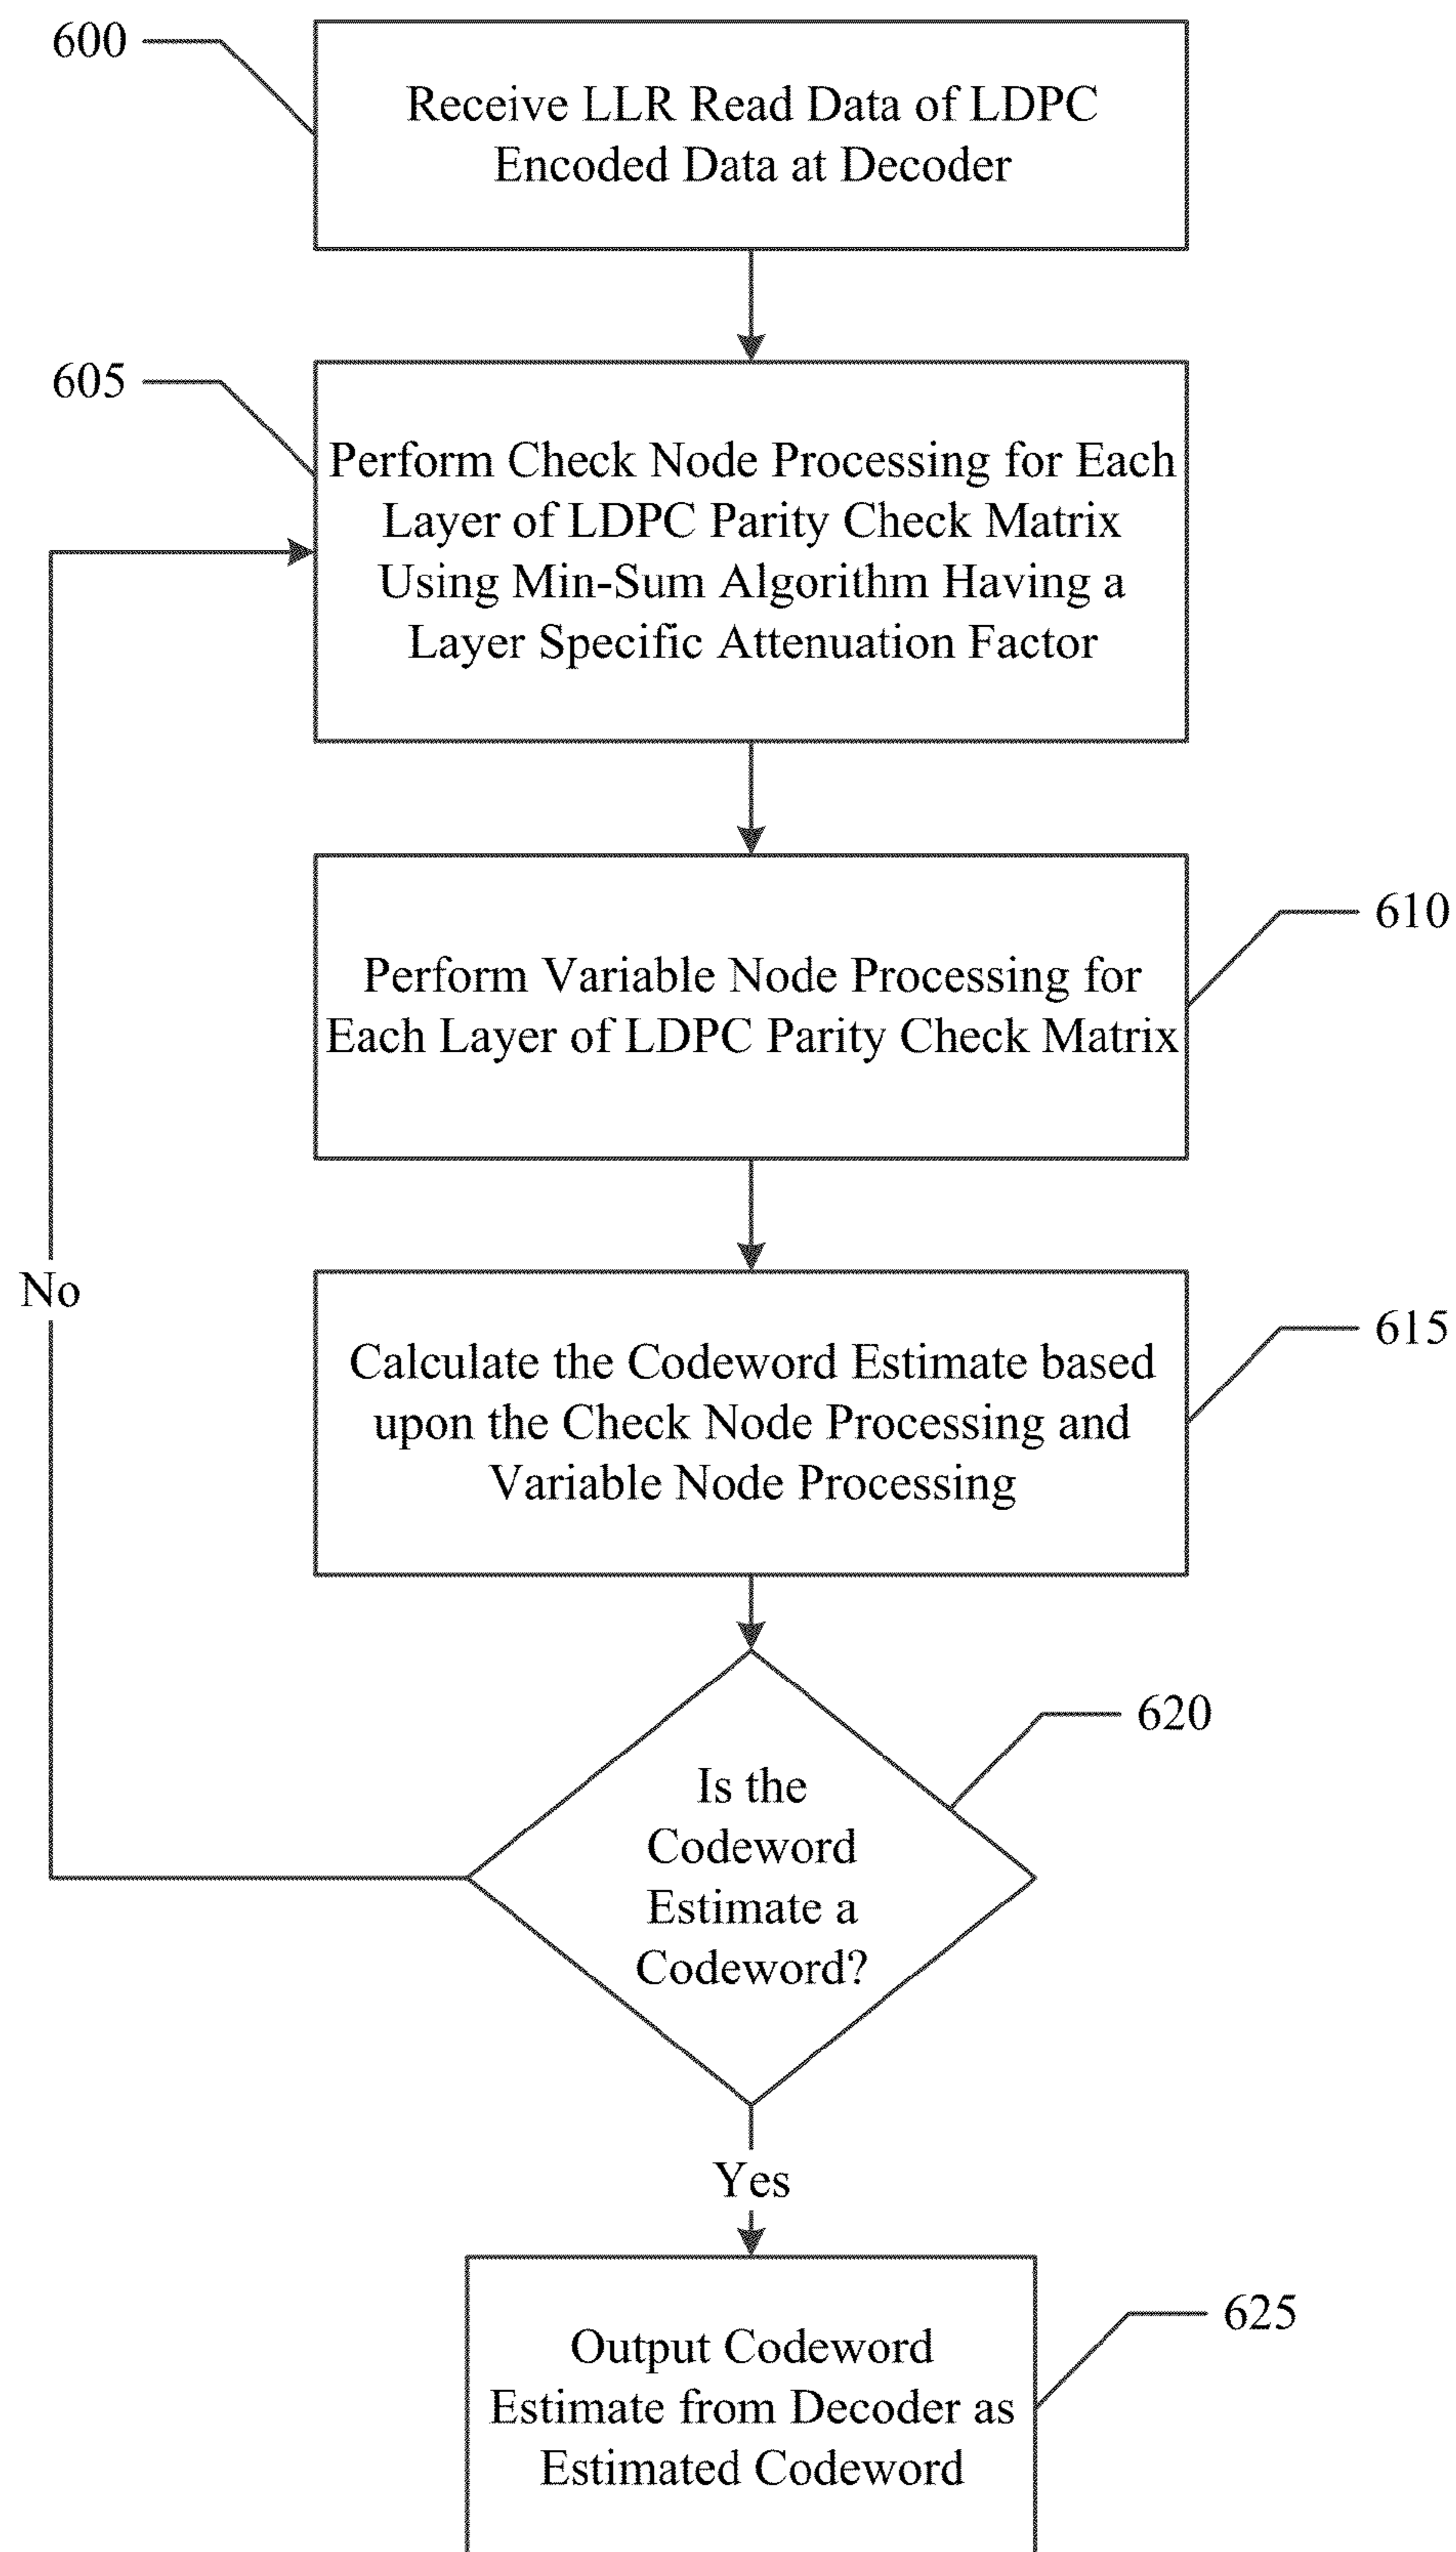 600
Receive LLR Read Data of LDPC
Encoded Data at Decoder
605
Perform Check Node Processing for Each
Layer of LDPC Parity Check Matrix
Using Min-Sum Algorithm Having a
Layer Specific Attenuation Factor
610
Perform Variable Node Processing for
Each Layer of LDPC Parity Check Matrix
No
615
Calculate the Codeword Estimate based
upon the Check Node Processing and
Variable Node Processing
620
Is the
Codeword
Estimate a
Codeword?
Yes
625
Output Codeword
Estimate from Decoder as
Estimated Codeword